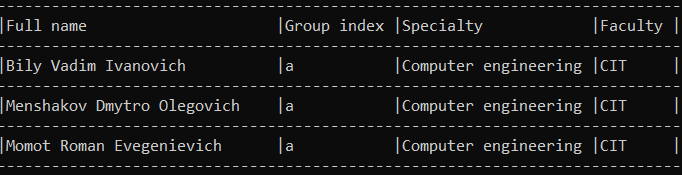 |Full name |Group index |Specialty |Faculty |
|Bily Vadim Ivanovich |a |Computer engineering |CIT |
|Menshakov Dmytro Olegovich |a |Computer engineering |CIT |
|Momot Roman Evegenievich |a |Computer engineering |CIT |